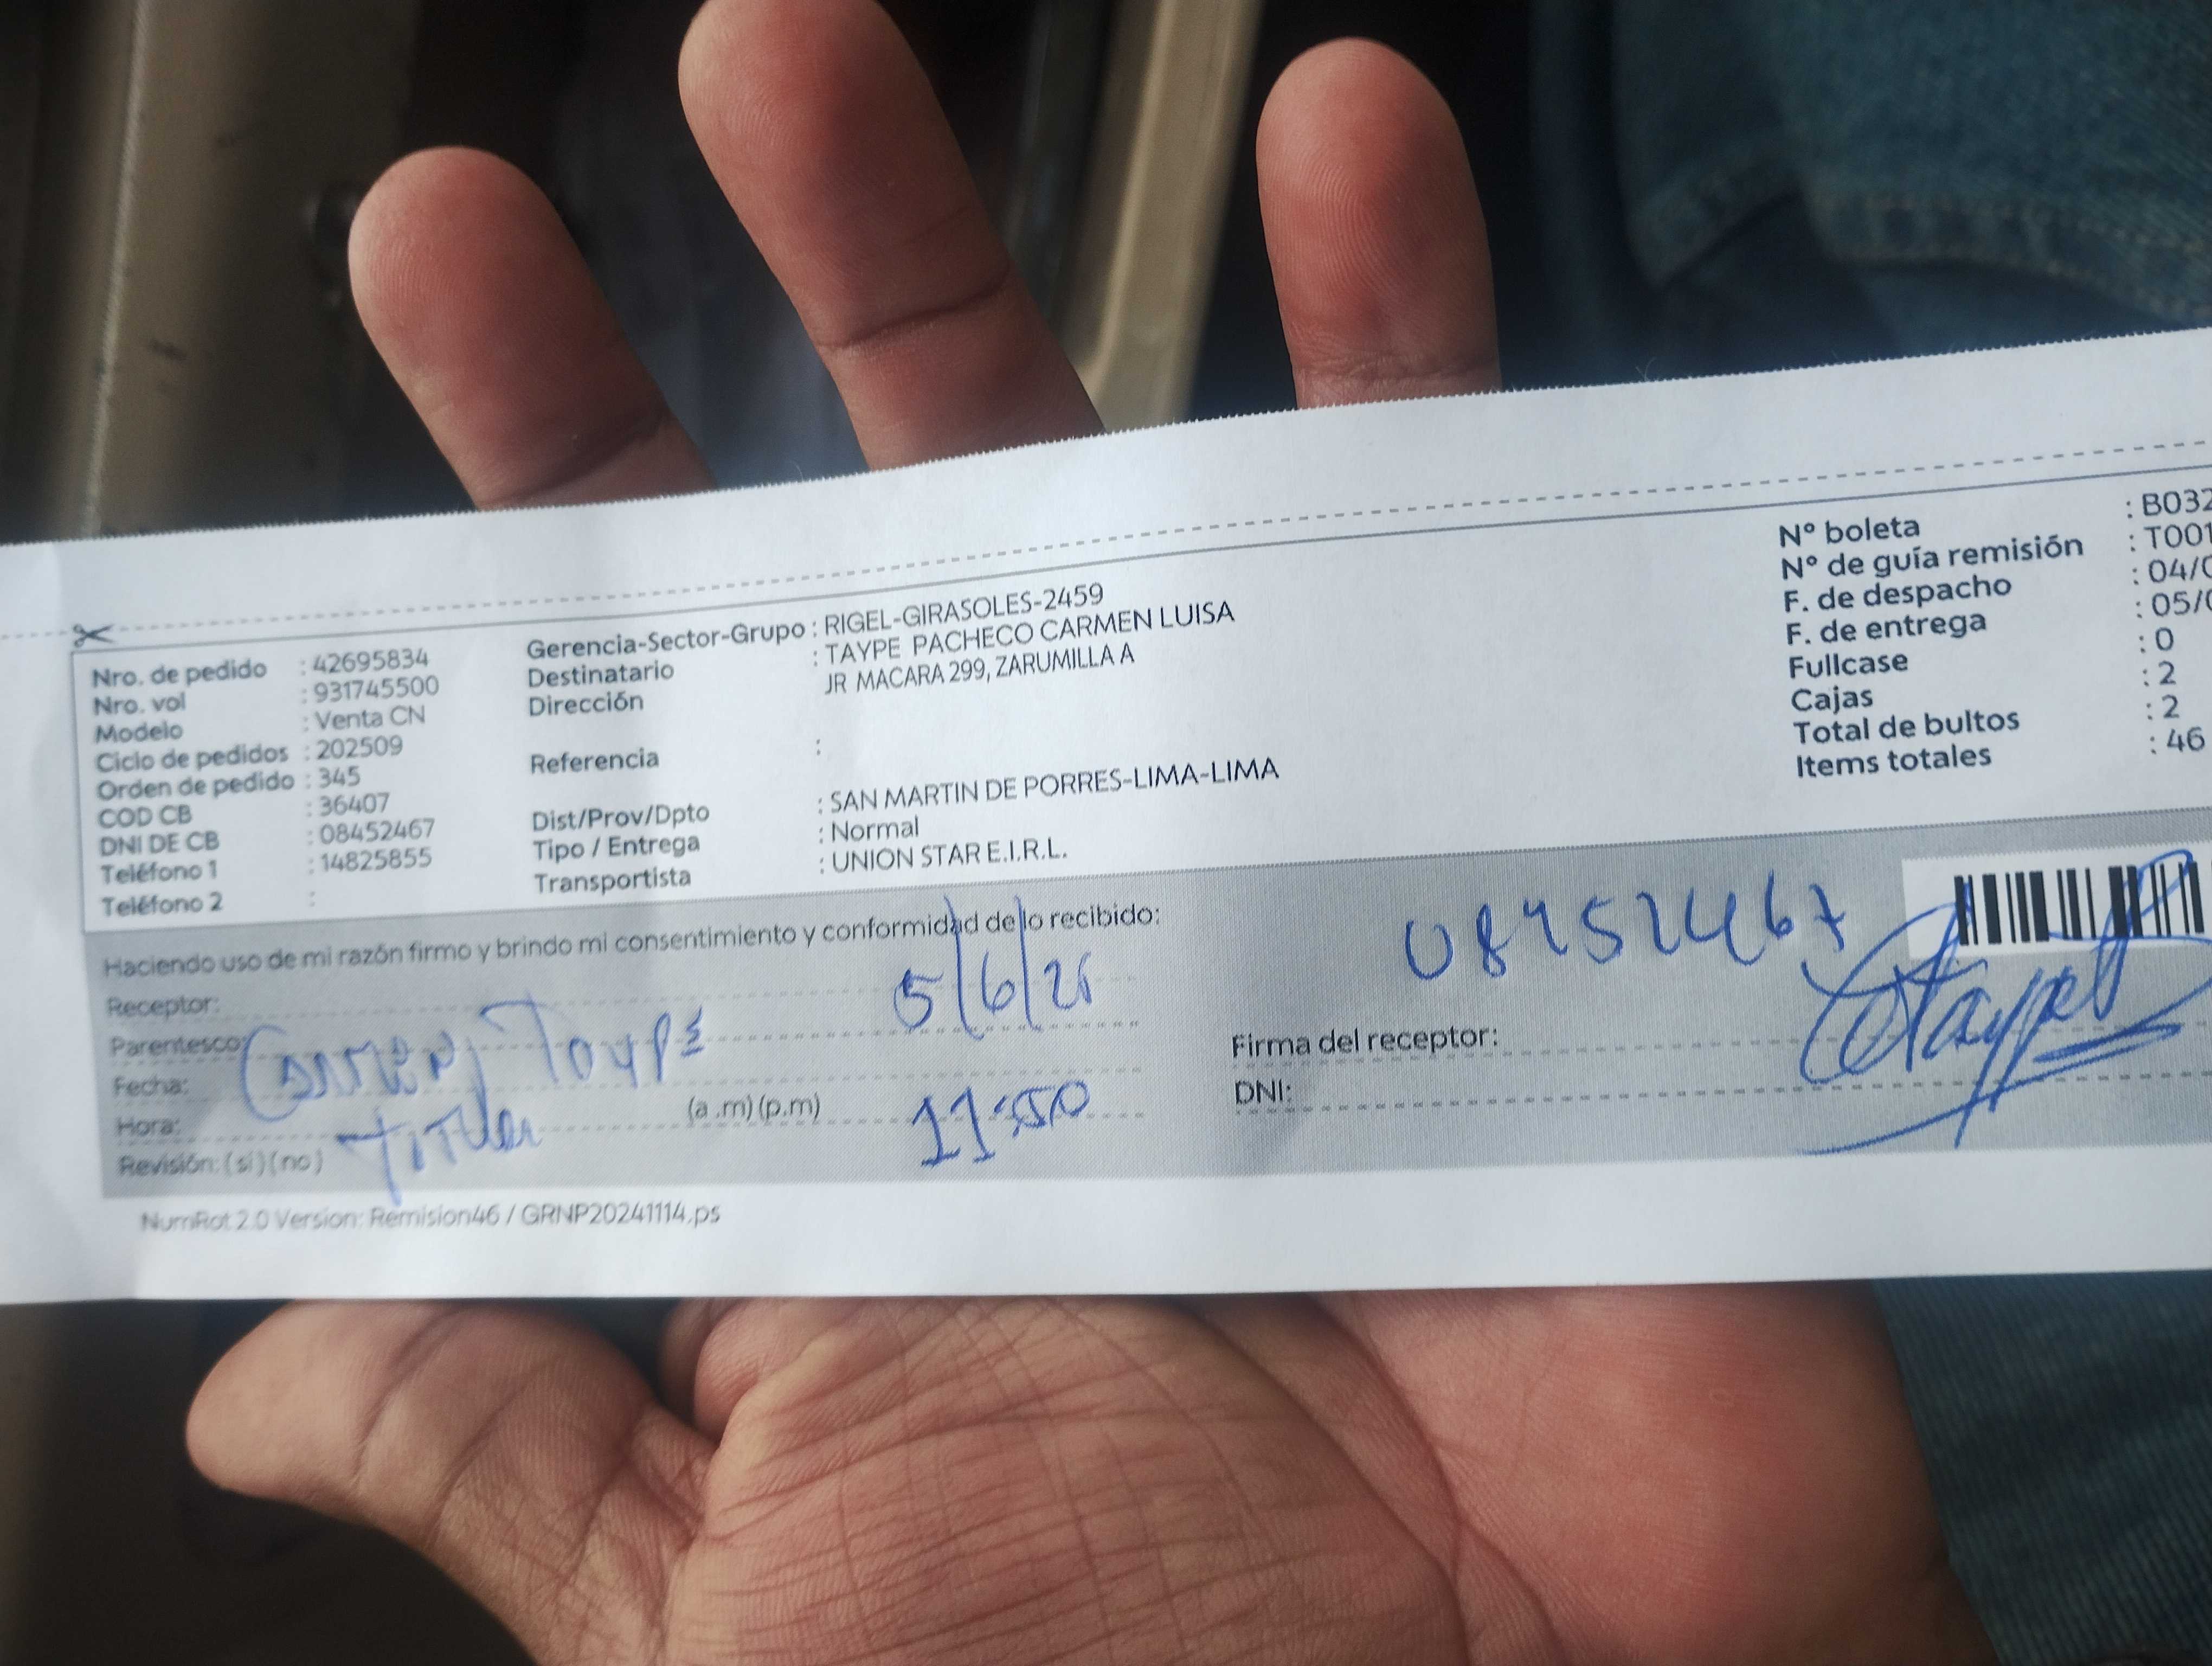 Nro. de pedido : 42695834
Nro. vol : 931745500
Modelo : Venta CN
Ciclo de pedidos : 202509
Orden de pedido : 345
COD CB : 36407
DNI DE CB : 08452467
Teléfono 1 : 14825855
Teléfono 2 :
Gerencia-Sector-Grupo : RIGEL-GIRASOLES-2459
Destinatario : TAYPE PACHECO CARMEN LUISA
Dirección JR MACARA 299, ZARUMILLA A
Referencia :
Dist/Prov/Dpto : SAN MARTIN DE PORRES-LIMA-LIMA
Tipo / Entrega : Normal
Transportista : UNION STAR E.I.R.L.
N° boleta : B032
N° de guía remisión : T001
F. de despacho : 04/0
F. de entrega : 05/0
Fullcase : 0
Cajas : 2
Total de bultos : 2
Items totales : 46
Haciendo uso de mi razón firmo y brindo mi consentimiento y conformidad de lo recibido:
Receptor:
Parentesco:
Fecha:
Hora: (a .m) (p.m)
Revisión: (si) (no)
Carmen Taype
Titular
5/6/25
11:50
08452467
Firma del receptor: CTaype
DNI:
NumRot 2.0 Version: Remision46 / GRNP20241114.ps